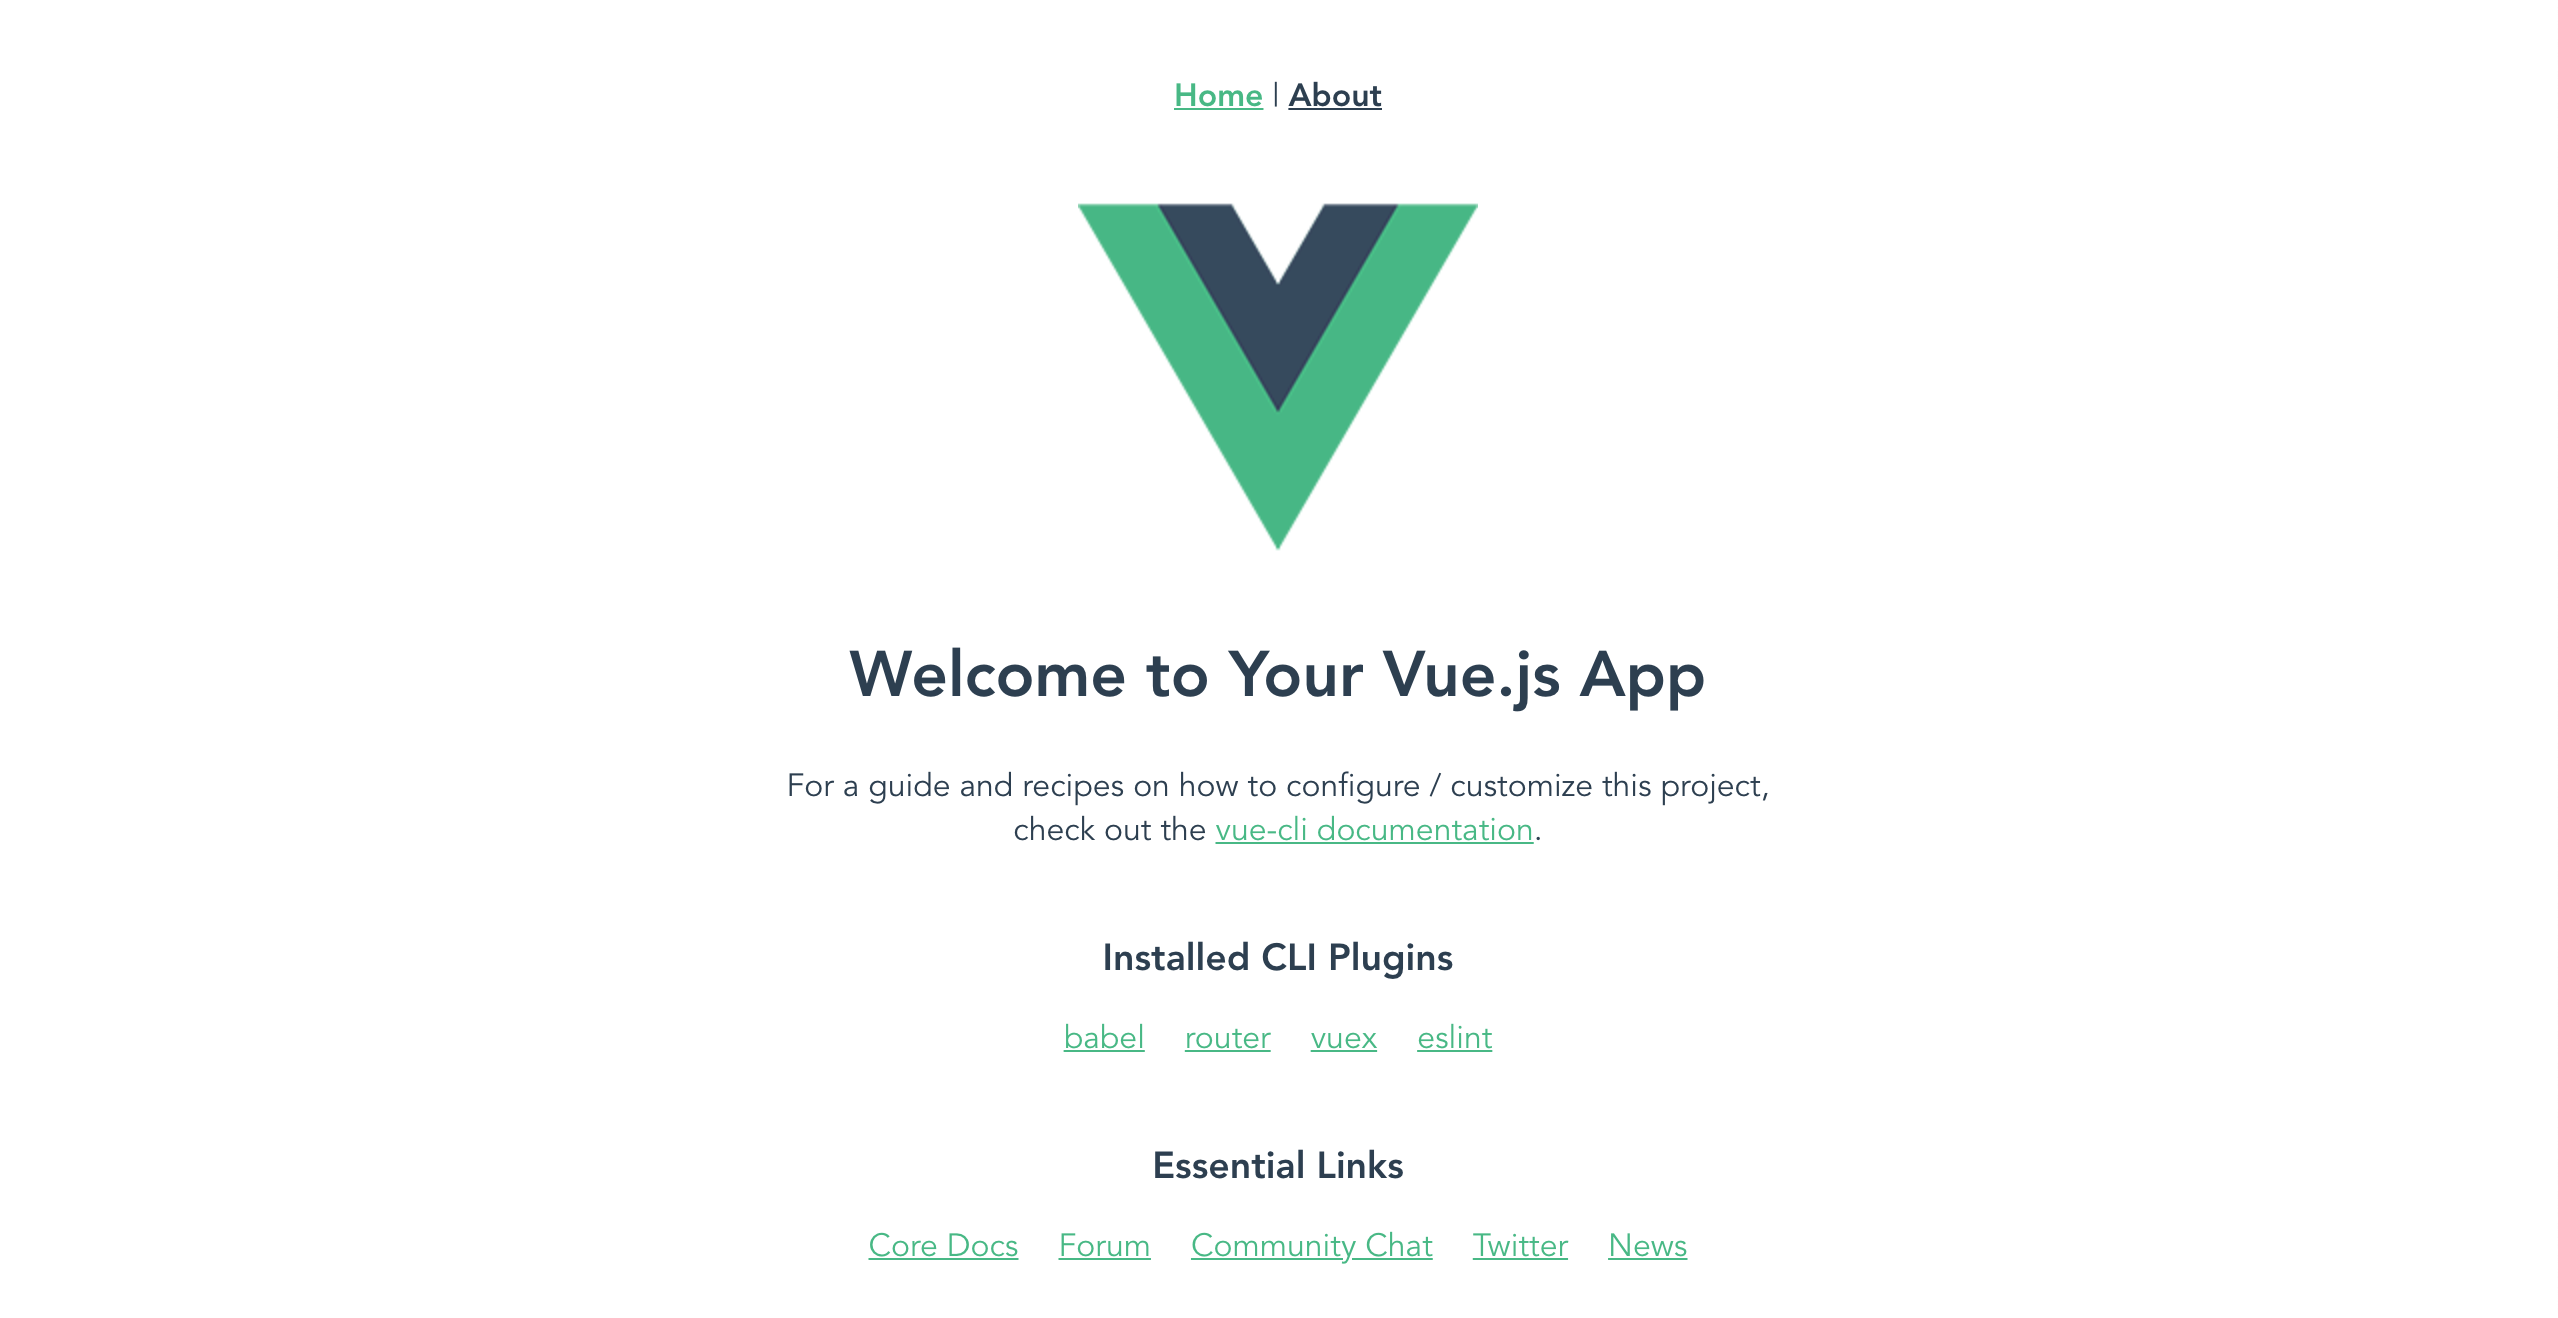 Home | About
Welcome to Your Vue.js App
For a guide and recipes on how to configure / customize this project,
check out the vue-cli documentation.
Installed CLI Plugins
babel router vuex eslint
Essential Links
Core Docs Forum Community Chat Twitter News